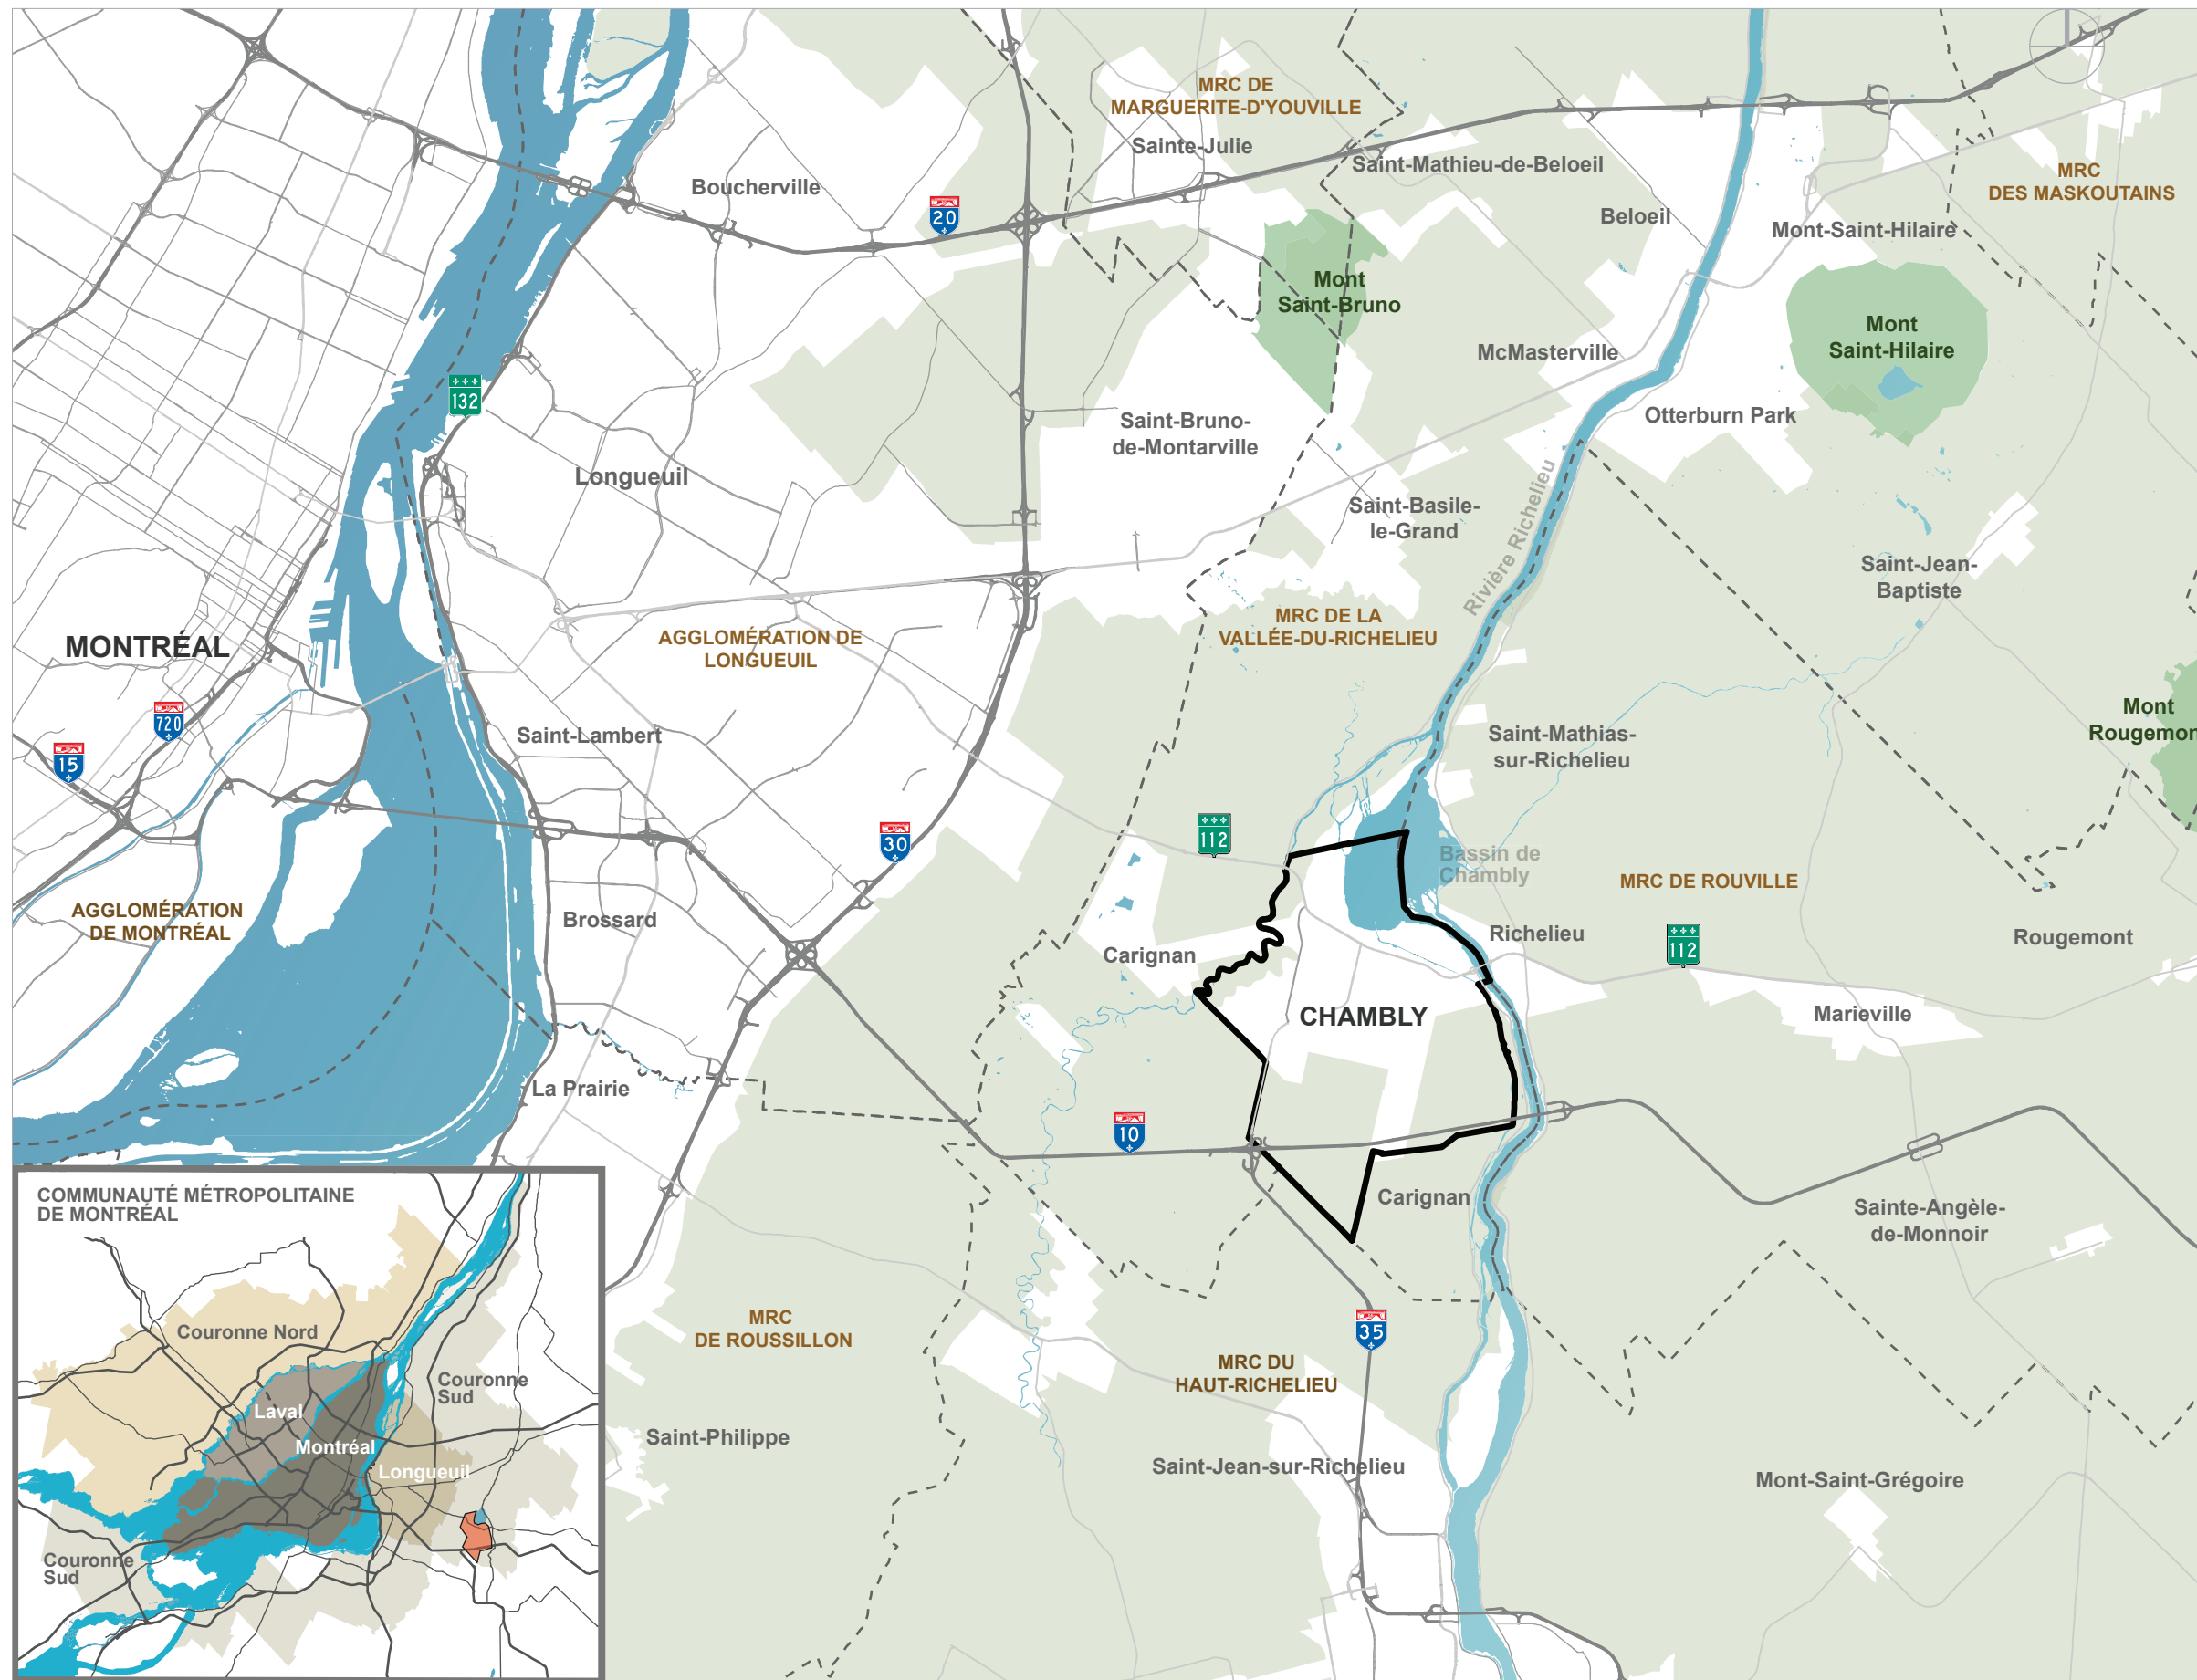 MRC DE
MARGUERITE-D'YOUVILLE
Sainte-Julie
Saint-Mathieu-de-Beloeil
MRC
DES MASKOUTAINS
Boucherville
20
Beloeil
Mont-Saint-Hilaire
Mont
Saint-Bruno
Mont
Saint-Hilaire
McMasterville
132
Otterburn Park
Saint-Bruno-
de-Montarville
Longueuil
Saint-Basile-
le-Grand
Rivière Richelieu
Saint-Jean-
Baptiste
MRC DE LA
VALLÉE-DU-RICHELIEU
AGGLOMÉRATION DE
LONGUEUIL
MONTRÉAL
720
15
Saint-Lambert
Saint-Mathias-
sur-Richelieu
Mont
Rougemon
30
112
Bassin de
Chambly
MRC DE ROUVILLE
AGGLOMÉRATION
DE MONTRÉAL
Brossard
Carignan
Richelieu
112
Rougemont
CHAMBLY
Marieville
La Prairie
10
Carignan
Sainte-Angèle-
de-Monnoir
MRC
DE ROUSSILLON
35
MRC DU
HAUT-RICHELIEU
Saint-Philippe
Saint-Jean-sur-Richelieu
Mont-Saint-Grégoire
COMMUNAUTÉ MÉTROPOLITAINE
DE MONTRÉAL
Couronne Nord
Couronne
Sud
Laval
Montréal
Longueuil
Couronne
Sud